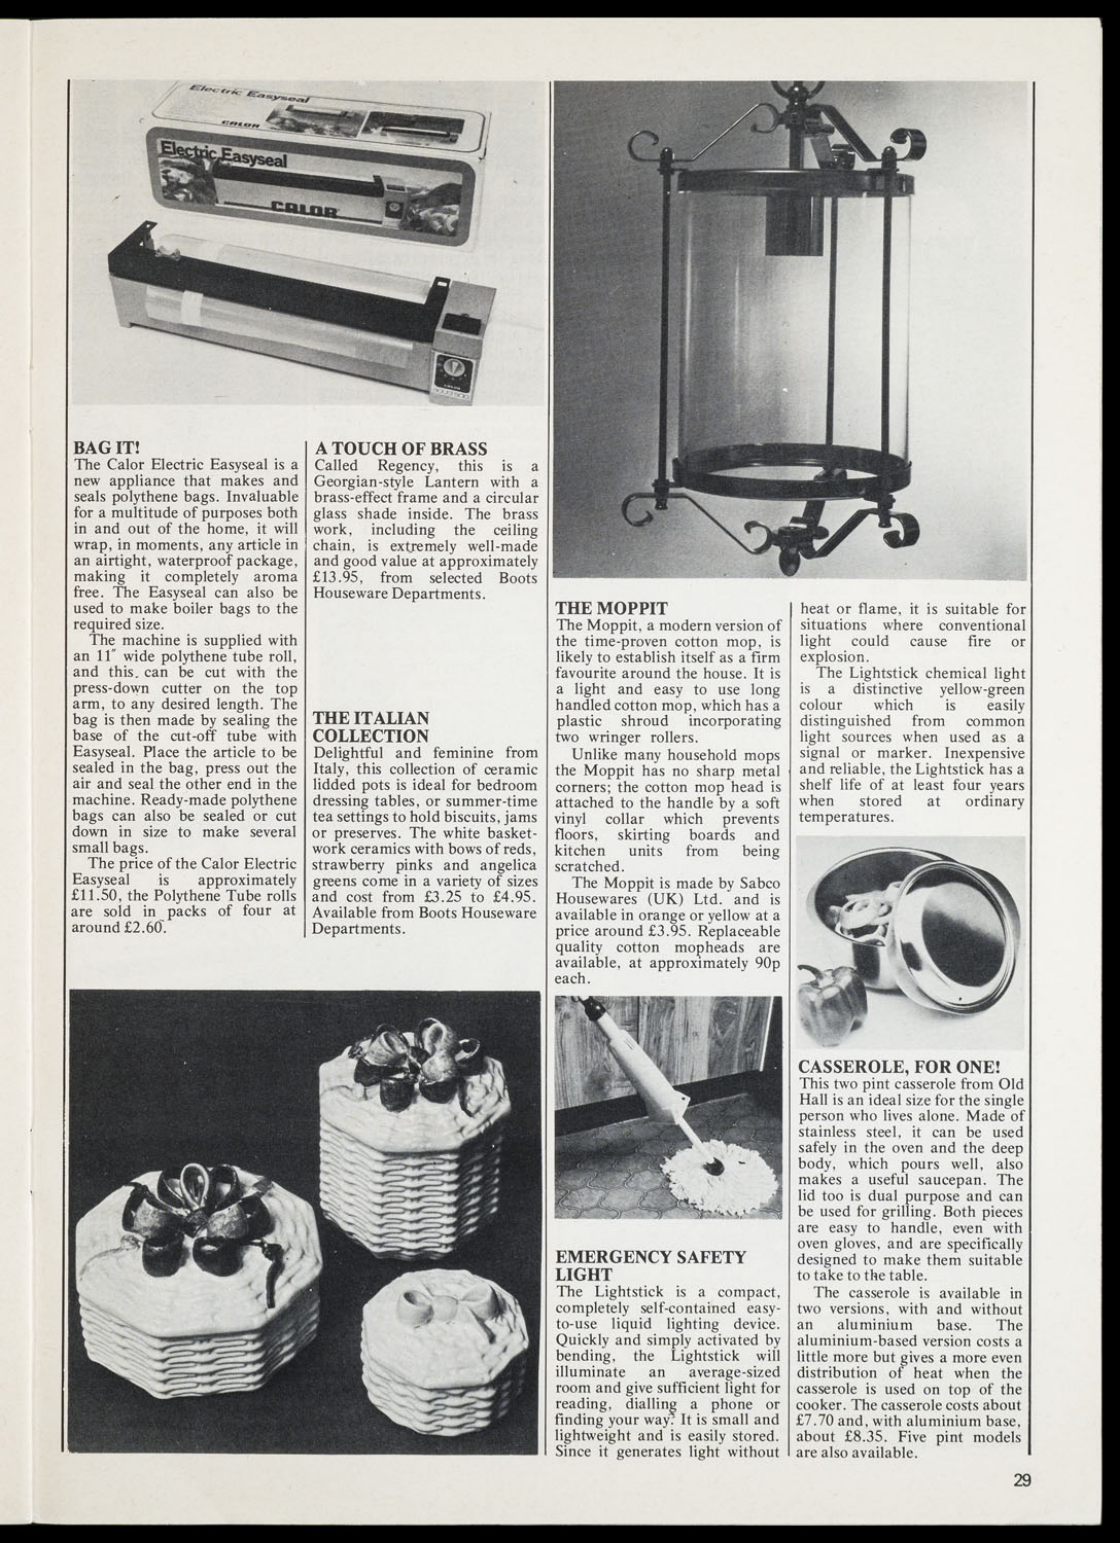 Electric Easyseal
CALOR
Electric Easyseal
CALOR
BAG IT!
The Calor Electric Easyseal is a
new appliance that makes and
seals polythene bags. Invaluable
for a multitude of purposes both
in and out of the home, it will
wrap, in moments, any article in
an airtight, waterproof package,
making it completely aroma
free. The Easyseal can also be
used to make boiler bags to the
required size.
The machine is supplied with
an 11″ wide polythene tube roll,
and this. can be cut with the
press-down cutter on the top
arm, to any desired length. The
bag is then made by sealing the
base of the cut-off tube with
Easyseal. Place the article to be
sealed in the bag, press out the
air and seal the other end in the
machine. Ready-made polythene
bags can also be sealed or cut
down in size to make several
small bags.
The price of the Calor Electric
Easyseal is approximately
£11.50, the Polythene Tube rolls
are sold in packs of four at
around £2.60.
A TOUCH OF BRASS
Called Regency, this is a
Georgian-style Lantern with a
brass-effect frame and a circular
glass shade inside. The brass
work, including the ceiling
chain, is extremely well-made
and good value at approximately
£13.95, from selected Boots
Houseware Departments.
THE ITALIAN
COLLECTION
Delightful and feminine from
Italy, this collection of ceramic
lidded pots is ideal for bedroom
dressing tables, or summer-time
tea settings to hold biscuits, jams
or preserves. The white basket-
work ceramics with bows of reds,
strawberry pinks and angelica
greens come in a variety of sizes
and cost from £3.25 to £4.95.
Available from Boots Houseware
Departments.
THE MOPPIT
The Moppit, a modern version of
the time-proven cotton mop, is
likely to establish itself as a firm
favourite around the house. It is
a light and easy to use long
handled cotton mop, which has a
plastic shroud incorporating
two wringer rollers.
Unlike many household mops
the Moppit has no sharp metal
corners; the cotton mop head is
attached to the handle by a soft
vinyl collar which prevents
floors, skirting boards and
kitchen units from being
scratched.
The Moppit is made by Sabco
Housewares (UK) Ltd. and is
available in orange or yellow at a
price around £3.95. Replaceable
quality cotton mopheads are
available, at approximately 90p
each.
EMERGENCY SAFETY
LIGHT
The Lightstick is a compact,
completely self-contained easy-
to-use liquid lighting device.
Quickly and simply activated by
bending, the Lightstick will
illuminate an average-sized
room and give sufficient light for
reading, dialling a phone or
finding your way. It is small and
lightweight and is easily stored.
Since it generates light without
heat or flame, it is suitable for
situations where conventional
light could cause fire or
explosion.
The Lightstick chemical light
is a distinctive yellow-green
colour which is easily
distinguished from common
light sources when used as a
signal or marker. Inexpensive
and reliable, the Lightstick has a
shelf life of at least four years
when stored at ordinary
temperatures.
CASSEROLE, FOR ONE!
This two pint casserole from Old
Hall is an ideal size for the single
person who lives alone. Made of
stainless steel, it can be used
safely in the oven and the deep
body, which pours well, also
makes a useful saucepan. The
lid too is dual purpose and can
be used for grilling. Both pieces
are easy to handle, even with
oven gloves, and are specifically
designed to make them suitable
to take to the table.
The casserole is available in
two versions, with and without
an aluminium base. The
aluminium-based version costs a
little more but gives a more even
distribution of heat when the
casserole is used on top of the
cooker. The casserole costs about
£7.70 and, with aluminium base,
about £8.35. Five pint models
are also available.
29